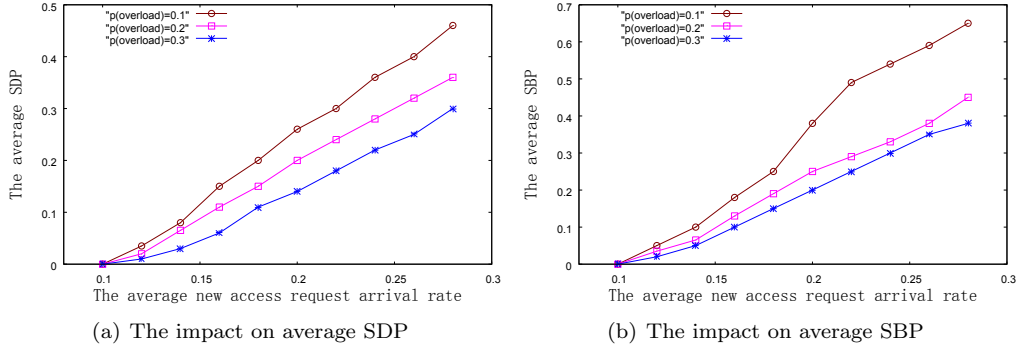 The average SDP
0.5
0.4
0.3
0.2
0.1
0
"p(overload)=0.1"
"p(overload)=0.2"
"p(overload)=0.3"
0.1 0.15 0.2 0.25 0.3
The average new access request arrival rate
(a) The impact on average SDP
The average SBP
0.7
0.6
0.5
0.4
0.3
0.2
0.1
0
"p(overload)=0.1"
"p(overload)=0.2"
"p(overload)=0.3"
0.1 0.15 0.2 0.25 0.3
The average new access request arrival rate
(b) The impact on average SBP